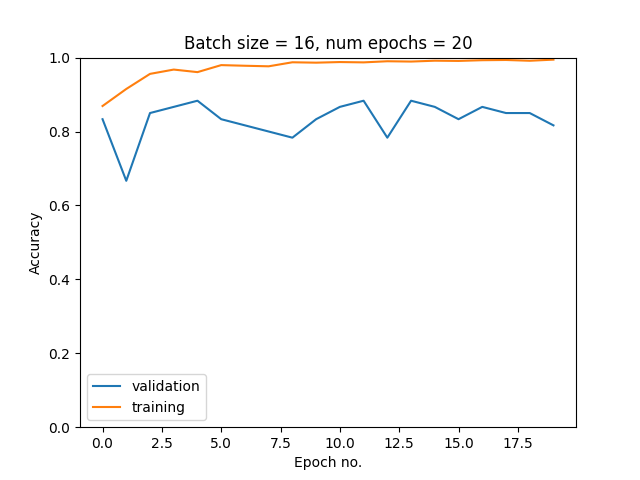 Batch size = 16, num epochs = 20
1.0
0.8
0.6
0.4
0.2
0.0
Accuracy
validation
training
0.0 2.5 5.0 7.5 10.0 12.5 15.0 17.5
Epoch no.